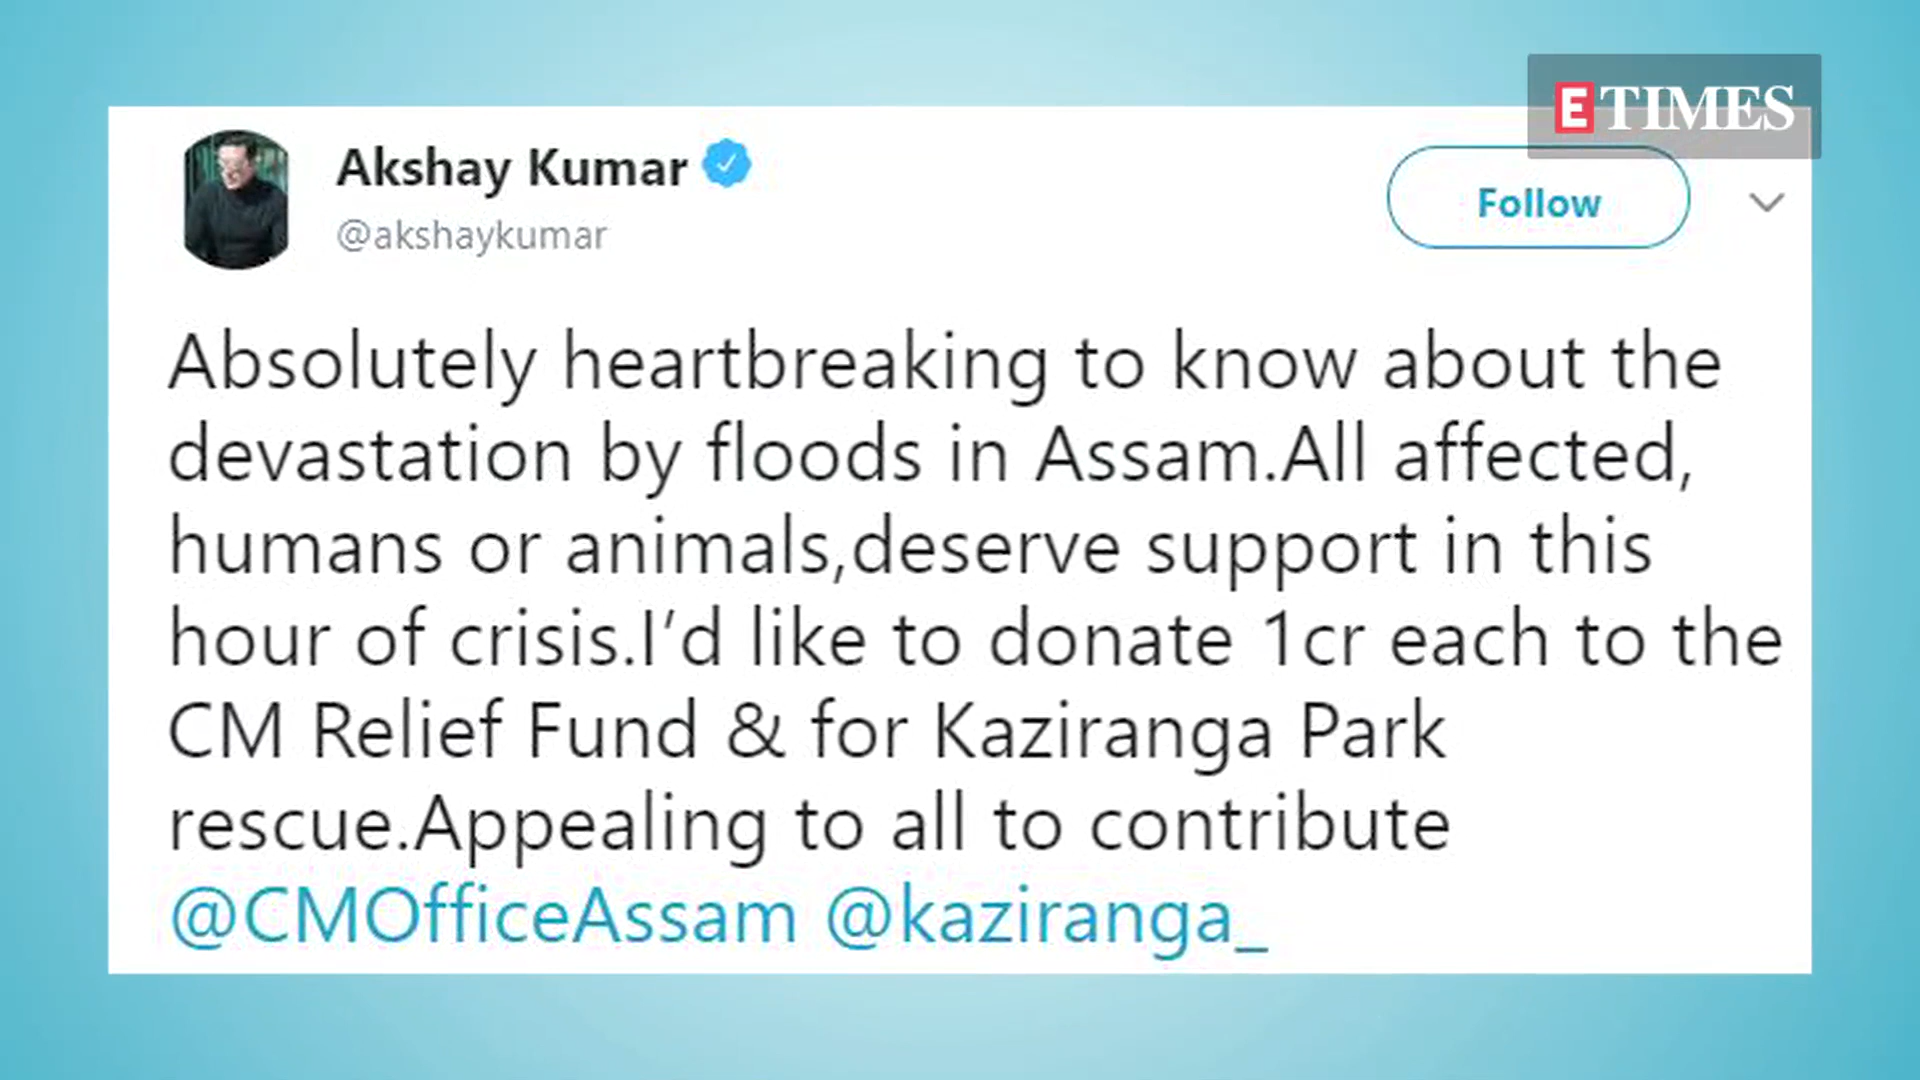 E TIMES
Akshay Kumar
@akshaykumar
Follow
Absolutely heartbreaking to know about the
devastation by floods in Assam.All affected,
humans or animals,deserve support in this
hour of crisis.I’d like to donate 1cr each to the
CM Relief Fund & for Kaziranga Park
rescue.Appealing to all to contribute
@CMOfficeAssam @kaziranga_